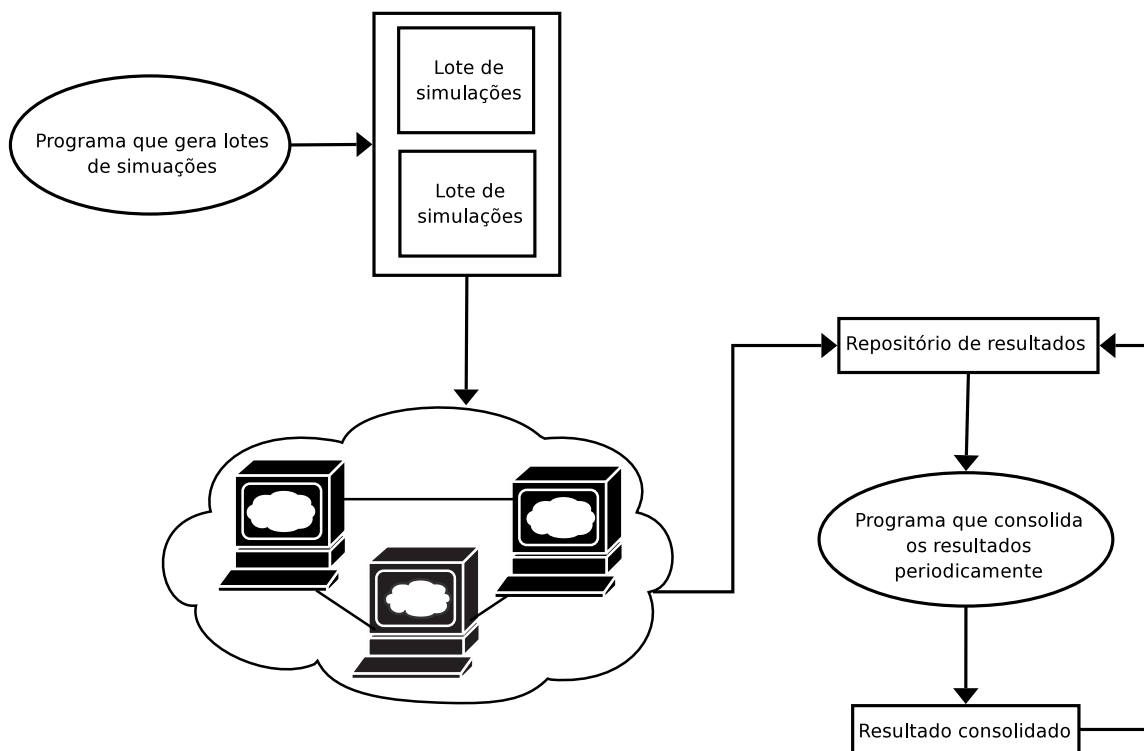 Lote de
simulações
Programa que gera lotes
de simuações
Lote de
simulações
Repositório de resultados
Programa que consolida
os resultados
periodicamente
Resultado consolidado